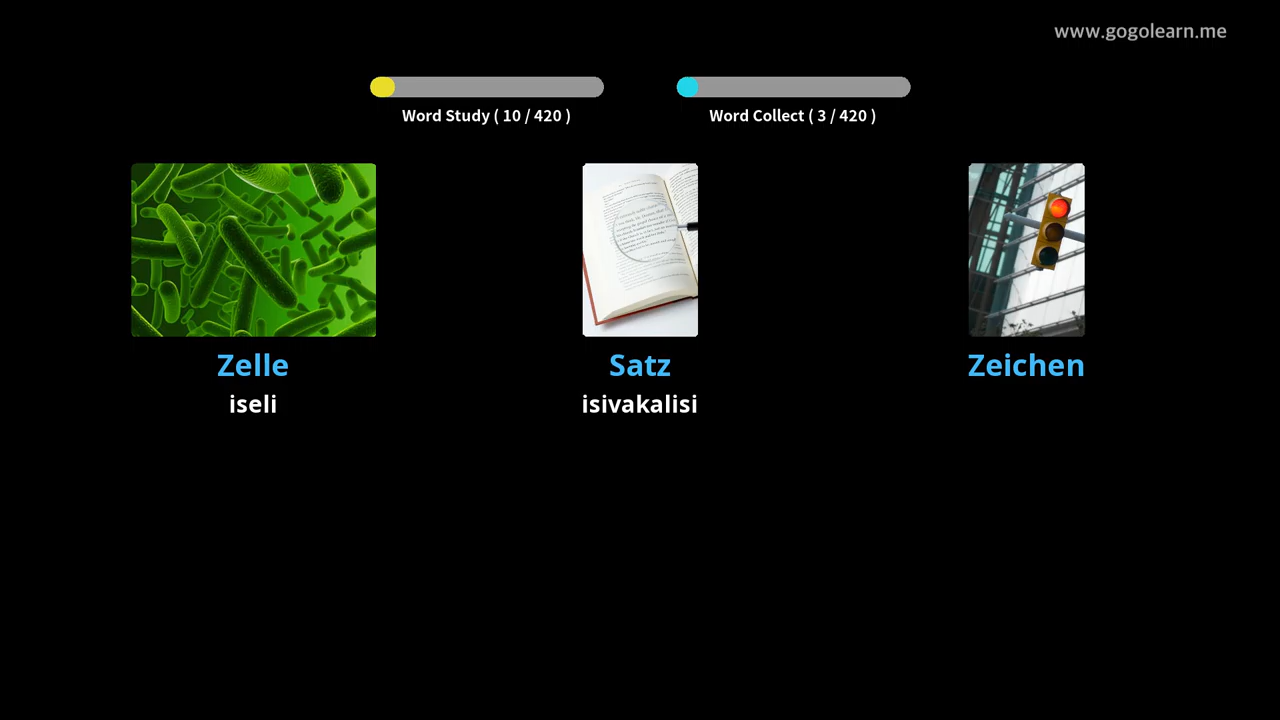 www.gogolearn.me
Word Study ( 10 / 420 )
Word Collect ( 3 / 420 )
Zelle
Satz
Zeichen
iseli
isivakalisi